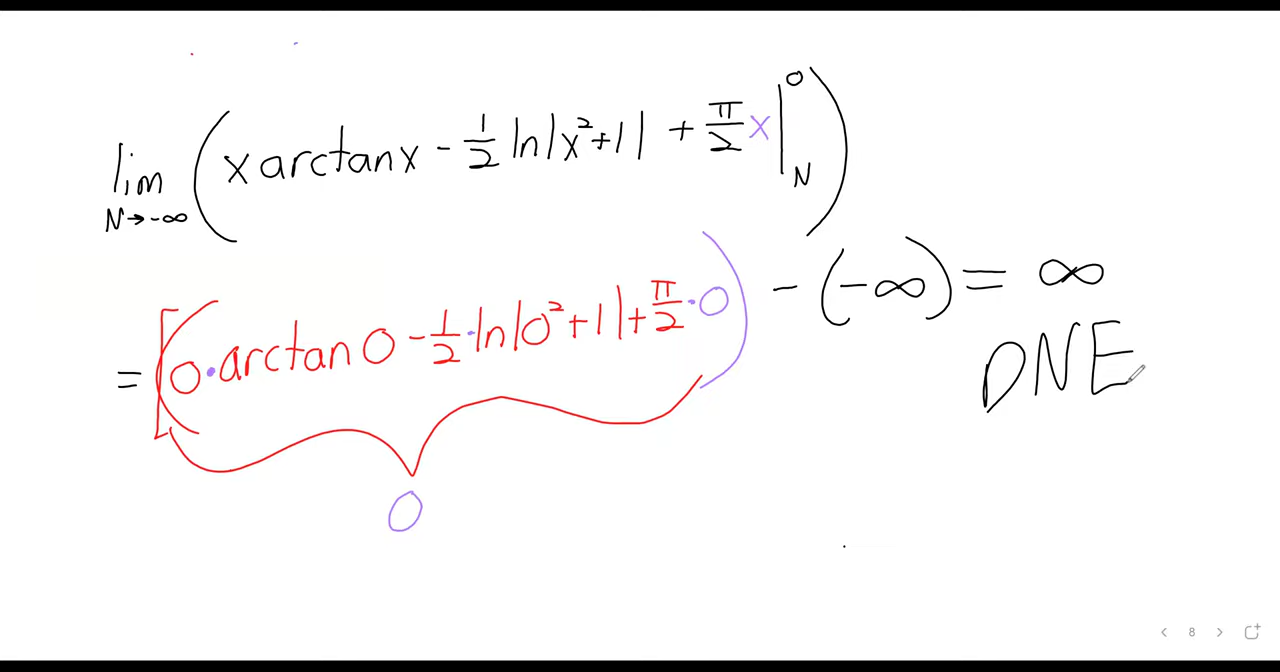 lim N→-∞ ( x arctan x - 1/2 ln|x²+1| + π/2 x |₀ᴺ )
= [(0·arctan 0 - 1/2·ln|0²+1| + π/2·0) - (-∞) = ∞
DNE
0
8